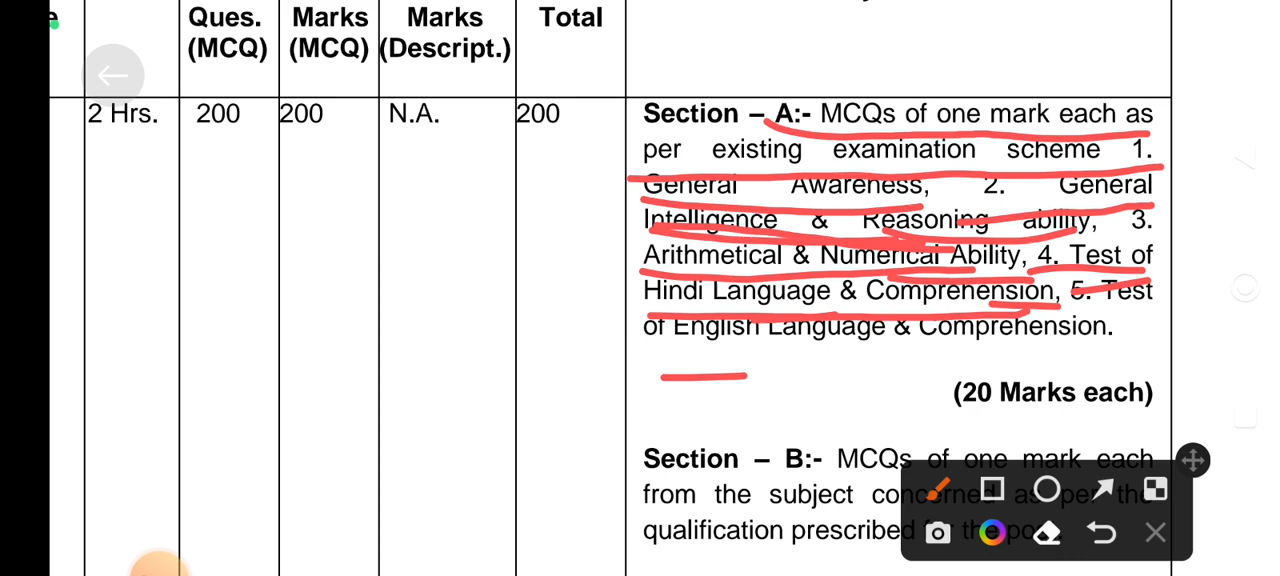 Ques. Marks Marks Total
(MCQ) (MCQ) (Descript.)
2 Hrs. 200 200 N.A. 200
Section – A:- MCQs of one mark each as
per existing examination scheme 1.
General Awareness, 2. General
Intelligence & Reasoning ability, 3.
Arithmetical & Numerical Ability, 4. Test of
Hindi Language & Comprehension, 5. Test
of English Language & Comprehension.
(20 Marks each)
Section – B:- MCQs of one mark each
from the subject concerned as per the
qualification prescribed for the po